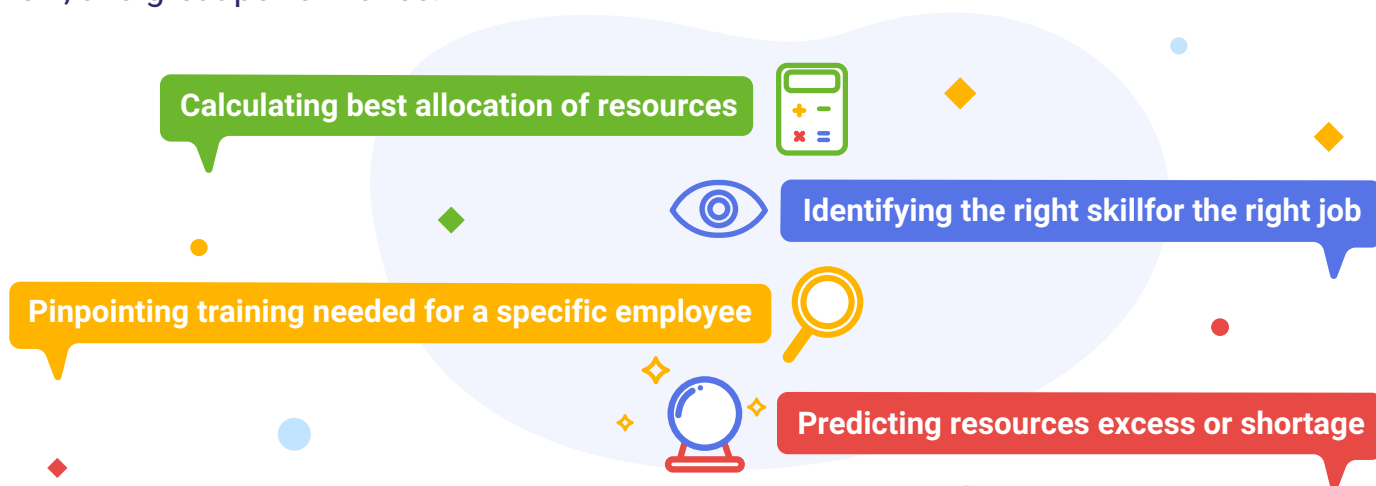 Calculating best allocation of resources
Identifying the right skillfor the right job
Pinpointing training needed for a specific employee
Predicting resources excess or shortage